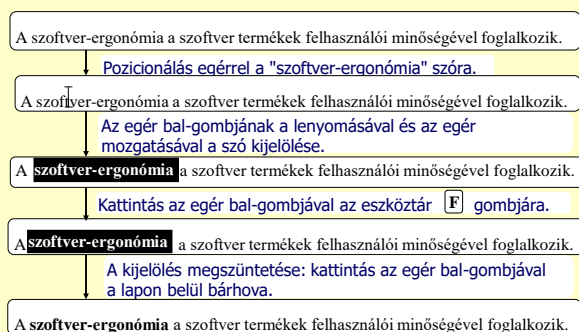 A szoftver-ergonómia a szoftver termékek felhasználói minőségével foglalkozik.
Pozicionálás egérrel a "szoftver-ergonómia" szóra.
A szoftver-ergonómia a szoftver termékek felhasználói minőségével foglalkozik.
Az egér bal-gombjának a lenyomásával és az egér
mozgatásával a szó kijelölése.
A szoftver-ergonómia a szoftver termékek felhasználói minőségével foglalkozik.
Kattintás az egér bal-gombjával az eszköztár F gombjára.
A szoftver-ergonómia a szoftver termékek felhasználói minőségével foglalkozik.
A kijelölés megszüntetése: kattintás az egér bal-gombjával
a lapon belül bárhova.
A szoftver-ergonómia a szoftver termékek felhasználói minőségével foglalkozik.